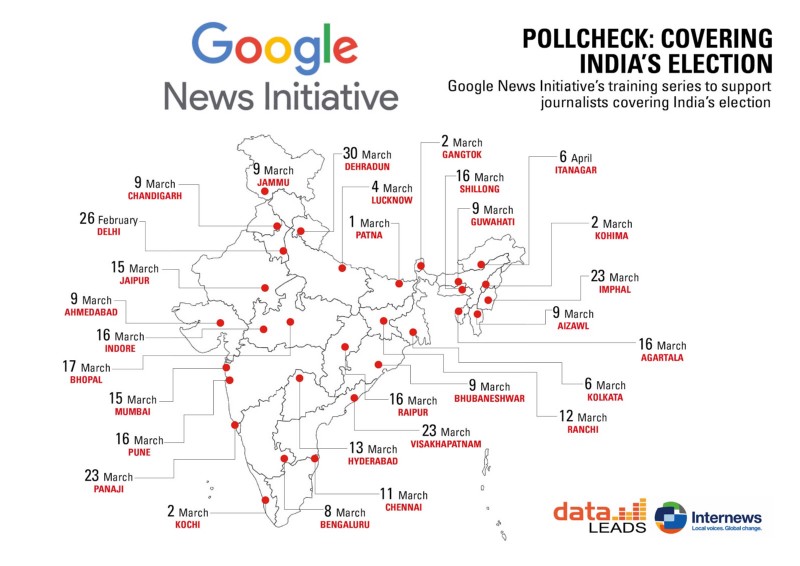 Google
News Initiative
POLLCHECK: COVERING
INDIA'S ELECTION
Google News Initiative's training series to support
journalists covering India's election
9 March
JAMMU
30 March
DEHRADUN
2 March
GANGTOK
6 April
ITANAGAR
9 March
CHANDIGARH
4 March
LUCKNOW
16 March
SHILLONG
26 February
DELHI
1 March
PATNA
9 March
GUWAHATI
2 March
KOHIMA
15 March
JAIPUR
23 March
IMPHAL
9 March
AHMEDABAD
9 March
AIZAWL
16 March
INDORE
16 March
AGARTALA
17 March
BHOPAL
9 March
BHUBANESHWAR
6 March
KOLKATA
15 March
MUMBAI
16 March
RAIPUR
12 March
RANCHI
16 March
PUNE
23 March
VISAKHAPATNAM
13 March
HYDERABAD
23 March
PANAJI
11 March
CHENNAI
2 March
KOCHI
8 March
BENGALURU
data
LEADS
Internews
Local voices. Global change.